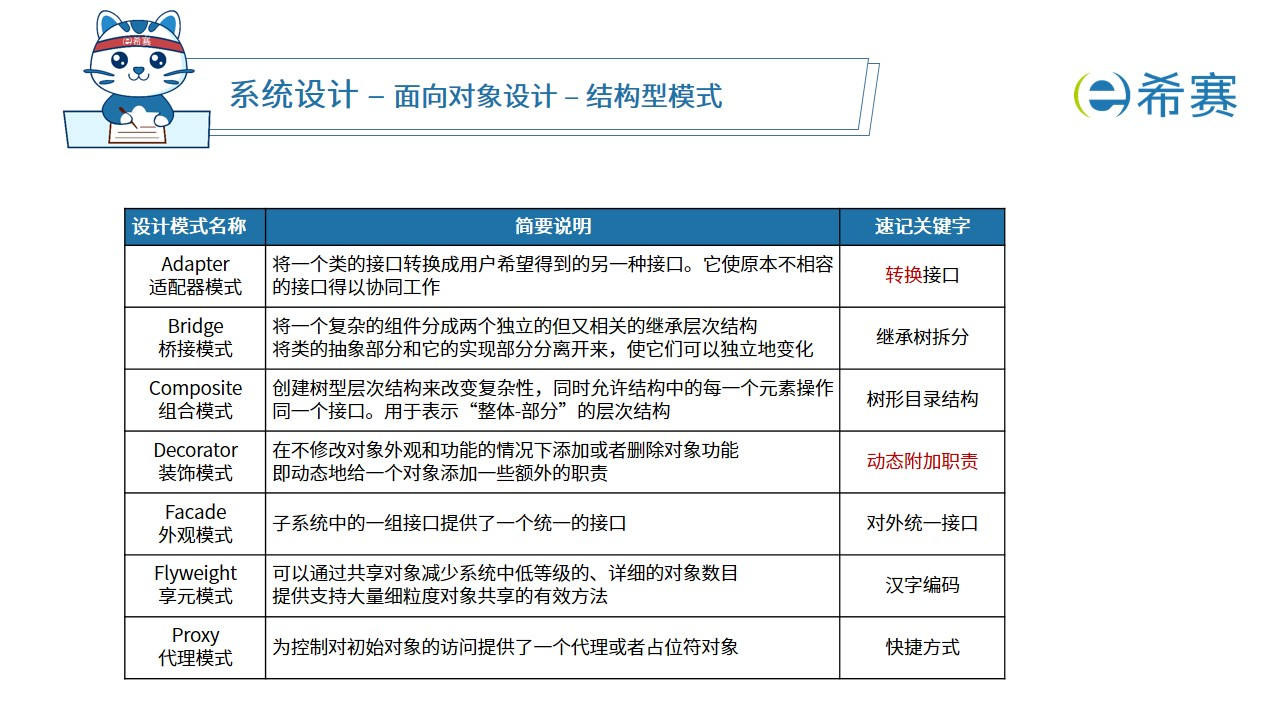 希赛
系统设计 – 面向对象设计 – 结构型模式
希赛
设计模式名称 简要说明 速记关键字
Adapter
适配器模式
将一个类的接口转换成用户希望得到的另一种接口。它使原本不相容
的接口得以协同工作
转换接口
Bridge
桥接模式
将一个复杂的组件分成两个独立的但又相关的继承层次结构
将类的抽象部分和它的实现部分分离开来，使它们可以独立地变化
继承树拆分
Composite
组合模式
创建树型层次结构来改变复杂性，同时允许结构中的每一个元素操作
同一个接口。用于表示“整体-部分”的层次结构
树形目录结构
Decorator
装饰模式
在不修改对象外观和功能的情况下添加或者删除对象功能
即动态地给一个对象添加一些额外的职责
动态附加职责
Facade
外观模式
子系统中的一组接口提供了一个统一的接口
对外统一接口
Flyweight
享元模式
可以通过共享对象减少系统中低等级的、详细的对象数目
提供支持大量细粒度对象共享的有效方法
汉字编码
Proxy
代理模式
为控制对初始对象的访问提供了一个代理或者占位符对象
快捷方式